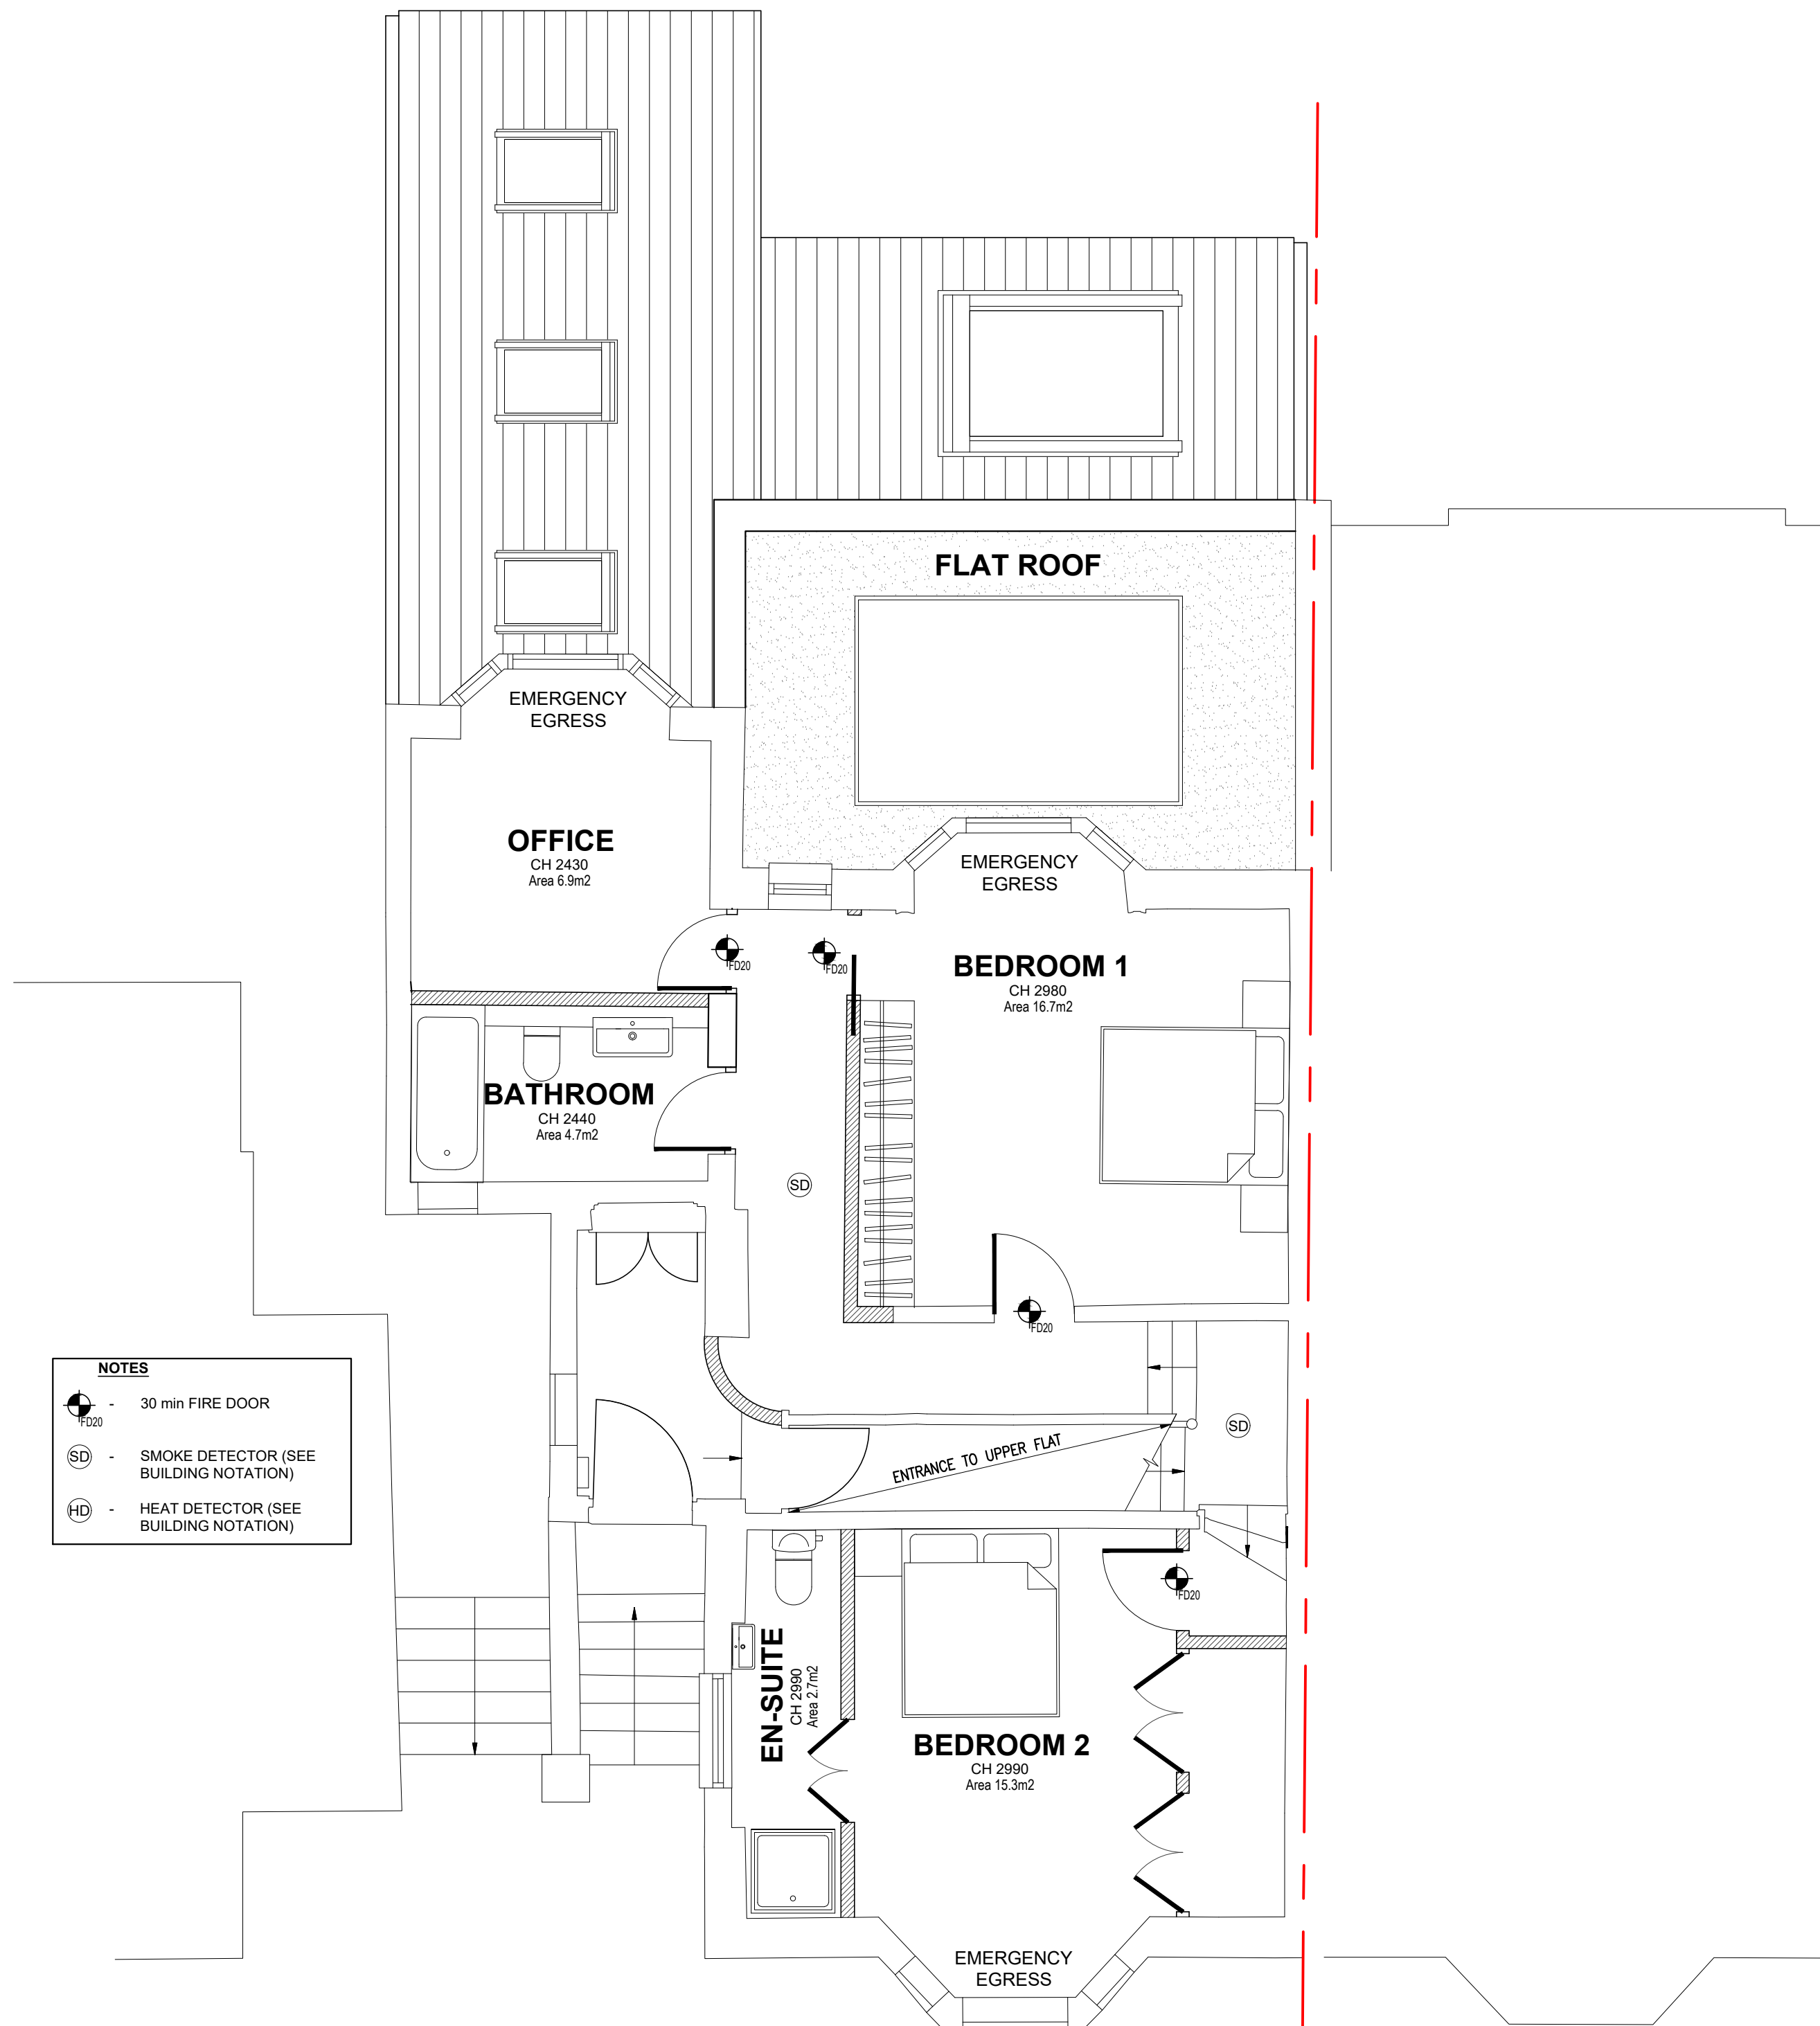 FLAT ROOF
EMERGENCY
EGRESS
OFFICE
CH 2430
Area 6.9m2
EMERGENCY
EGRESS
FD20
FD20
BEDROOM 1
CH 2980
Area 16.7m2
BATHROOM
CH 2440
Area 4.7m2
SD
FD20
NOTES
FD20 - 30 min FIRE DOOR
SD - SMOKE DETECTOR (SEE
BUILDING NOTATION)
HD - HEAT DETECTOR (SEE
BUILDING NOTATION)
SD
ENTRANCE TO UPPER FLAT
FD20
EN-SUITE
CH 2990
Area 2.7m2
BEDROOM 2
CH 2990
Area 15.3m2
EMERGENCY
EGRESS